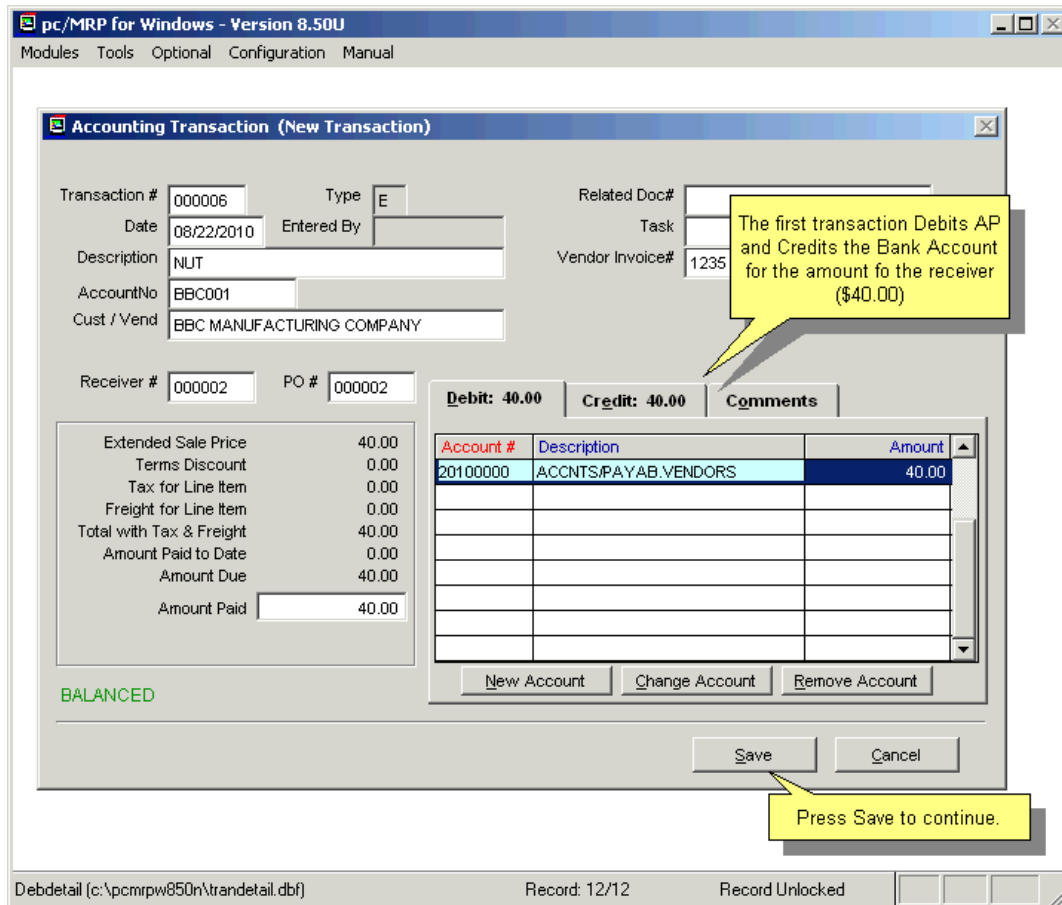 pc/MRP for Windows - Version 8.50U
Modules Tools Optional Configuration Manual
Accounting Transaction (New Transaction)
Transaction # 000006 Type E Related Doc#
Date 08/22/2010 Entered By Task
Description NUT Vendor Invoice# 1235
AccountNo BBC001
Cust / Vend BBC MANUFACTURING COMPANY
The first transaction Debits AP
and Credits the Bank Account
for the amount fo the receiver
($40.00)
Receiver # 000002 PO # 000002
Debit: 40.00 Credit: 40.00 Comments
Extended Sale Price 40.00
Terms Discount 0.00
Tax for Line Item 0.00
Freight for Line Item 0.00
Total with Tax & Freight 40.00
Amount Paid to Date 0.00
Amount Due 40.00
Amount Paid 40.00
Account # Description Amount
20100000 ACCNTS/PAYAB.VENDORS 40.00
New Account Change Account Remove Account
BALANCED
Save Cancel
Press Save to continue.
Debdetail (c:\pcmrpw850n\trandetail.dbf) Record: 12/12 Record Unlocked